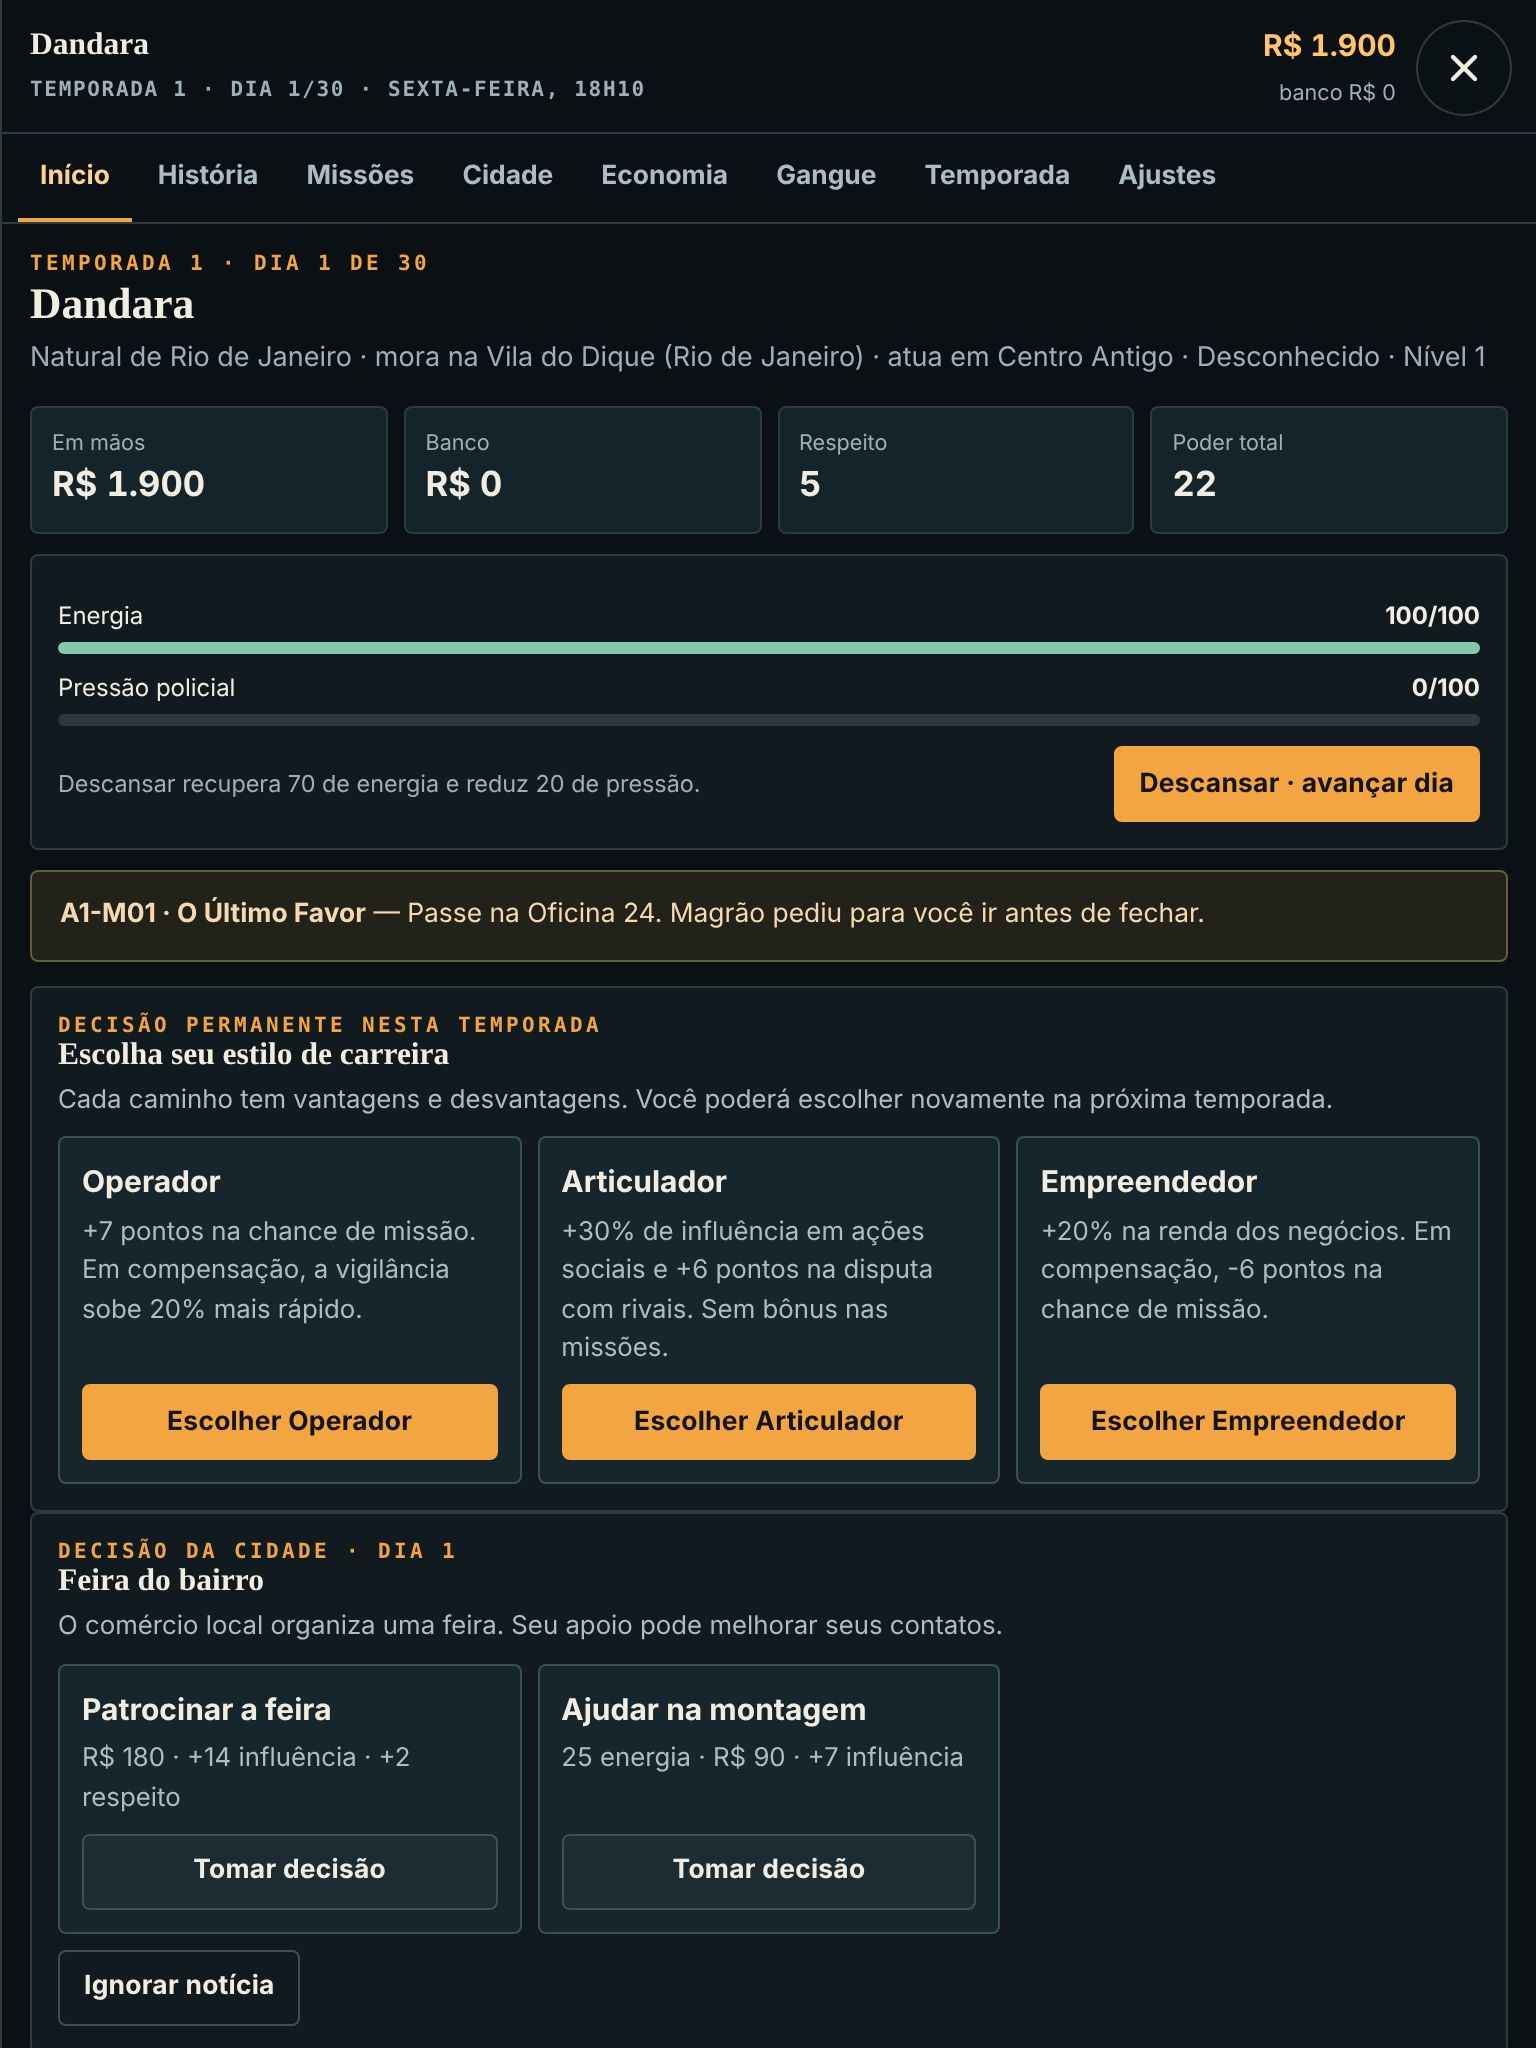 Dandara
R$ 1.900
TEMPORADA 1 · DIA 1/30 · SEXTA-FEIRA, 18H10
banco R$ 0
Início História Missões Cidade Economia Gangue Temporada Ajustes
TEMPORADA 1 · DIA 1 DE 30
Dandara
Natural de Rio de Janeiro · mora na Vila do Dique (Rio de Janeiro) · atua em Centro Antigo · Desconhecido · Nível 1
Em mãos
R$ 1.900
Banco
R$ 0
Respeito
5
Poder total
22
Energia 100/100
Pressão policial 0/100
Descansar recupera 70 de energia e reduz 20 de pressão.
Descansar · avançar dia
A1-M01 · O Último Favor — Passe na Oficina 24. Magrão pediu para você ir antes de fechar.
DECISÃO PERMANENTE NESTA TEMPORADA
Escolha seu estilo de carreira
Cada caminho tem vantagens e desvantagens. Você poderá escolher novamente na próxima temporada.
Operador
+7 pontos na chance de missão.
Em compensação, a vigilância
sobe 20% mais rápido.
Escolher Operador
Articulador
+30% de influência em ações
sociais e +6 pontos na disputa
com rivais. Sem bônus nas
missões.
Escolher Articulador
Empreendedor
+20% na renda dos negócios. Em
compensação, -6 pontos na
chance de missão.
Escolher Empreendedor
DECISÃO DA CIDADE · DIA 1
Feira do bairro
O comércio local organiza uma feira. Seu apoio pode melhorar seus contatos.
Patrocinar a feira
R$ 180 · +14 influência · +2
respeito
Tomar decisão
Ajudar na montagem
25 energia · R$ 90 · +7 influência
Tomar decisão
Ignorar notícia